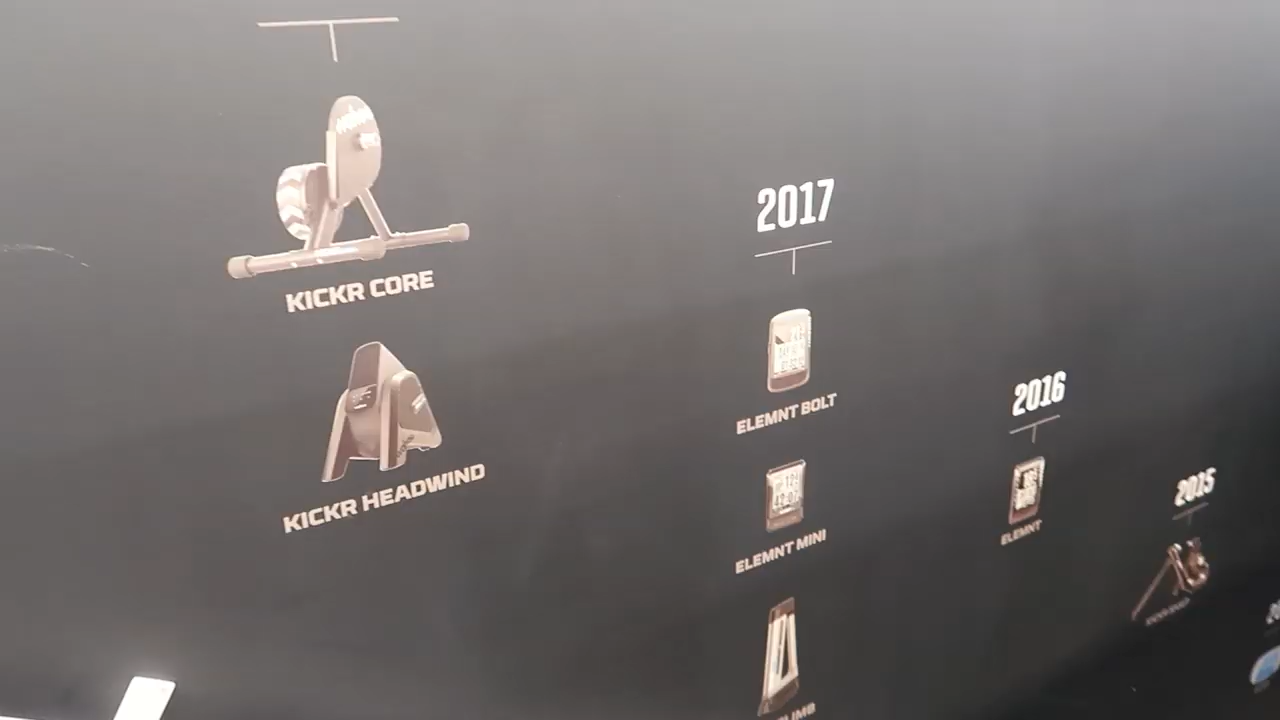 KICKR CORE
KICKR HEADWIND
2017
ELEMNT BOLT
ELEMNT MINI
2016
ELEMNT
2015